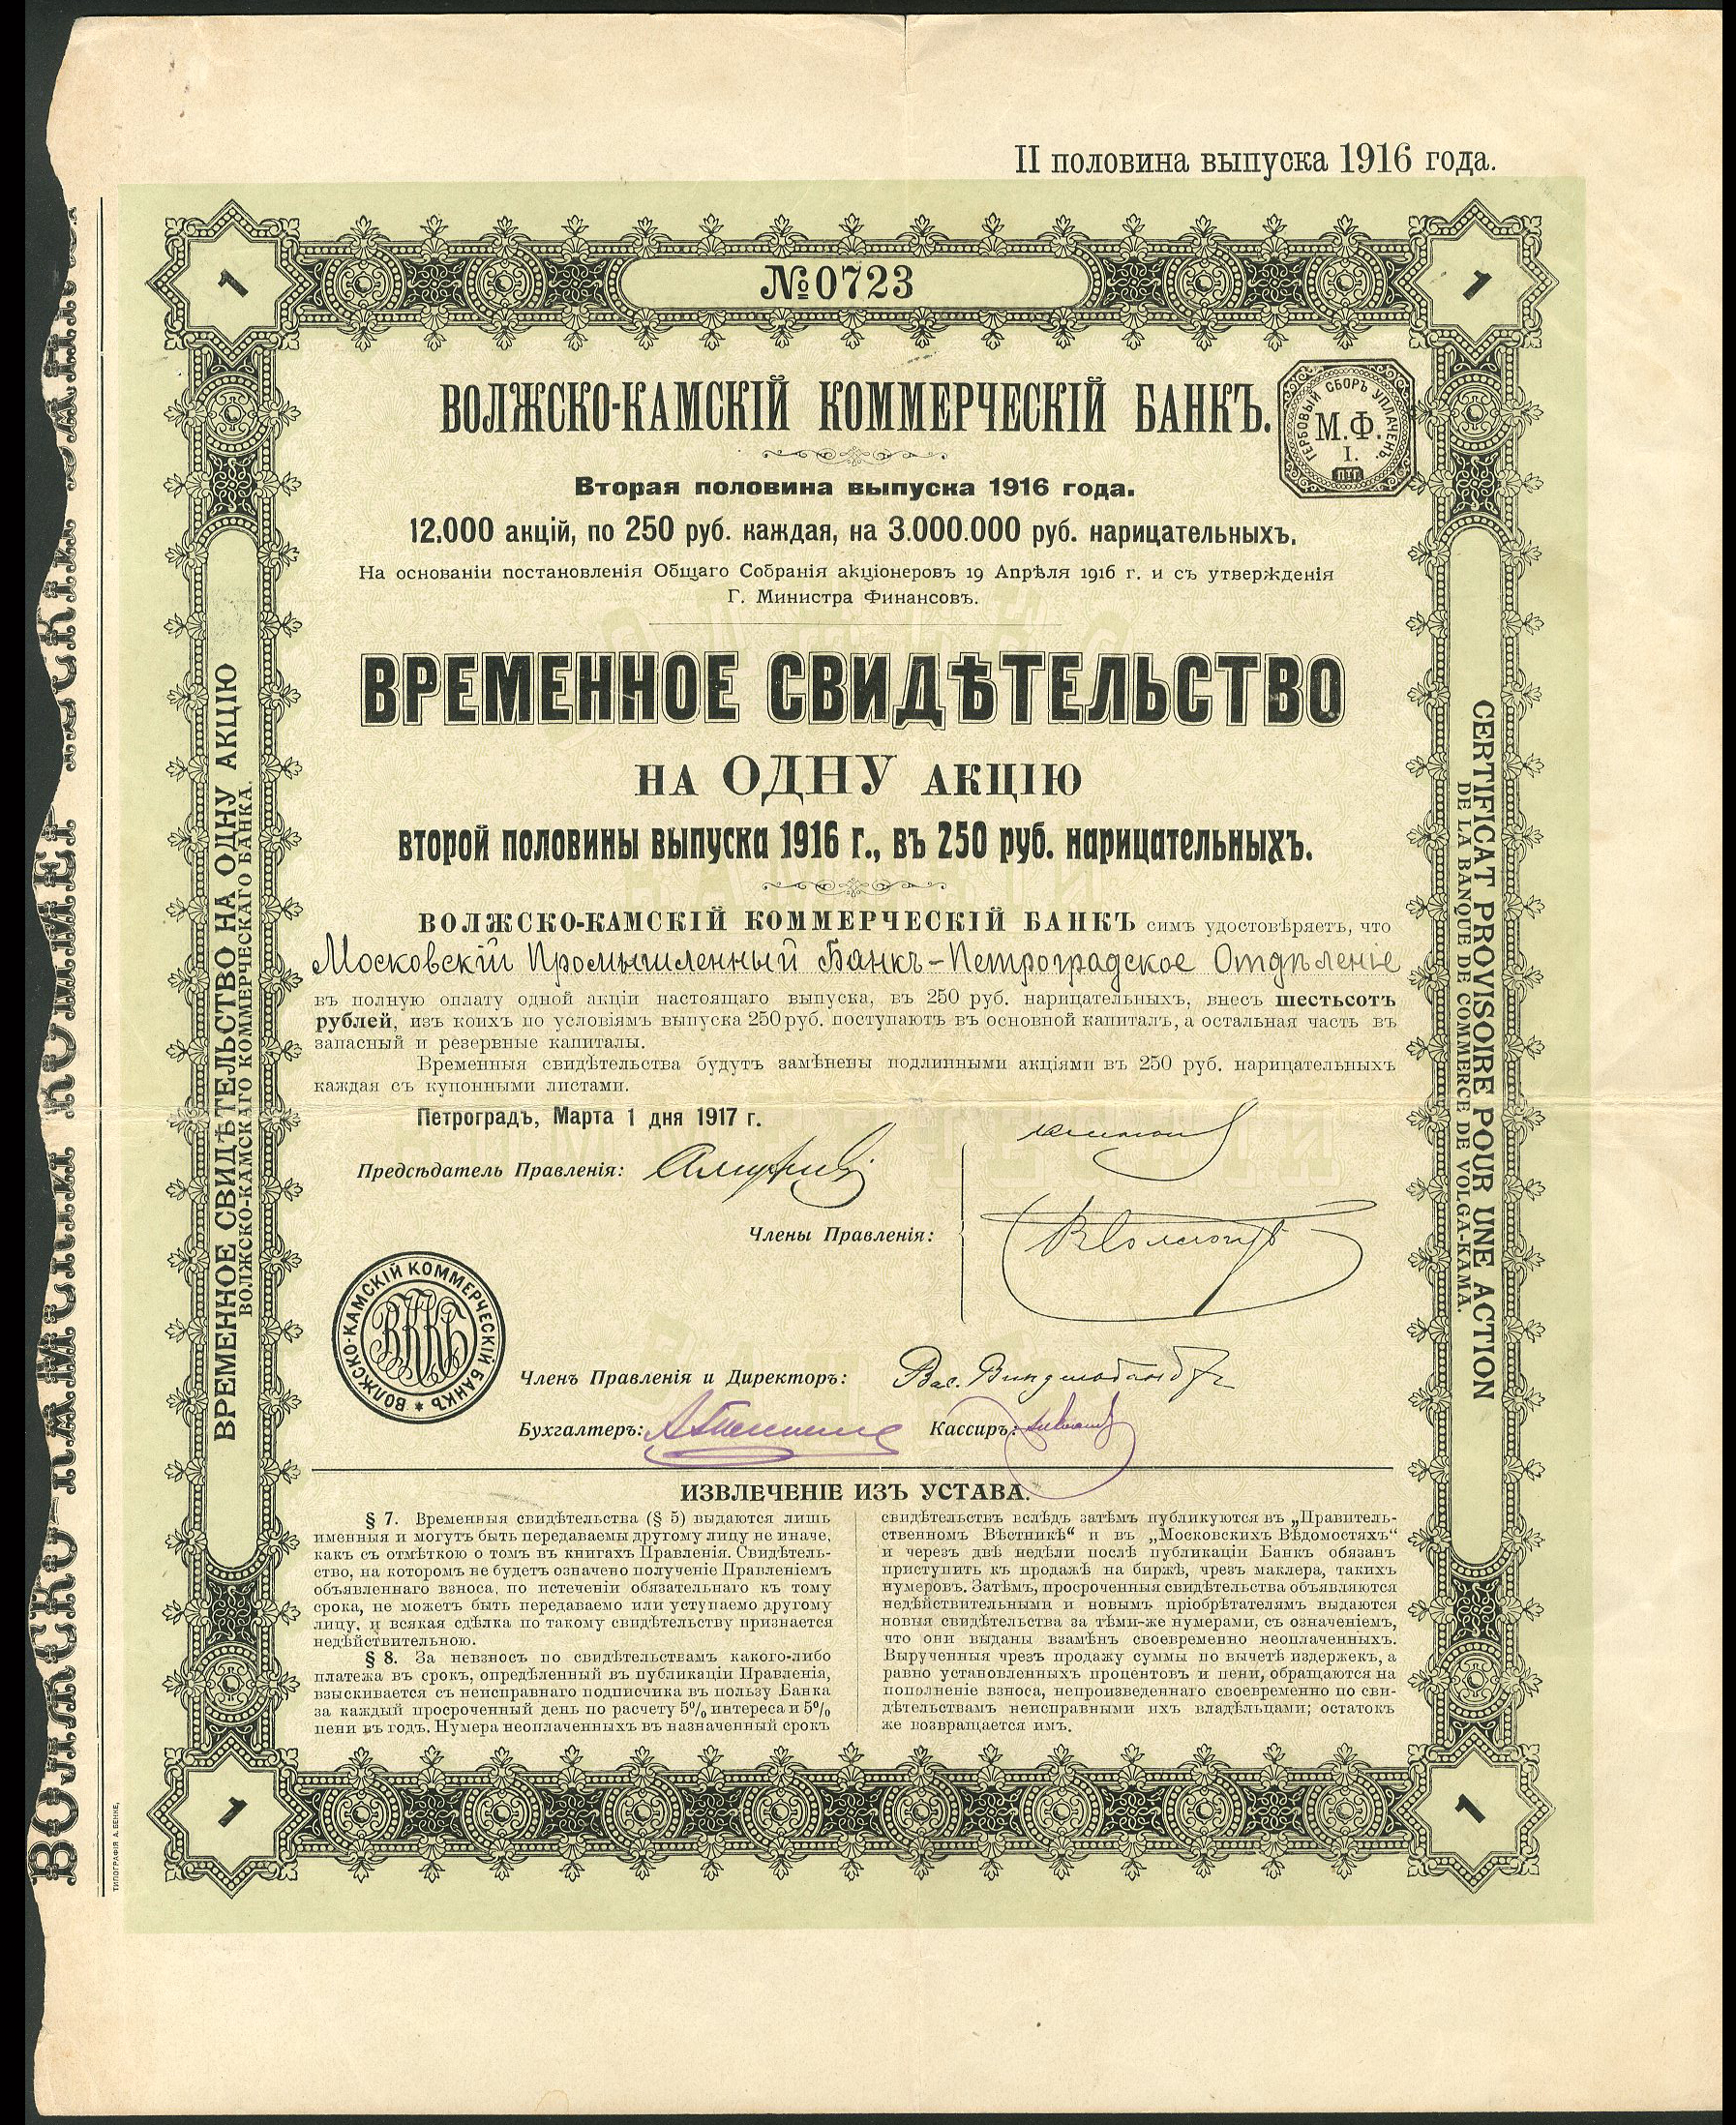 II половина выпуска 1916 года.
№ 0723
1
1
ВОЛЖСКО-КАМСКІЙ КОММЕРЧЕСКІЙ БАНКЪ.
ГЕРБОВЫЙ СБОРЪ УПЛАЧЕНЪ.
М.Ф.
I.
ПТГ
Вторая половина выпуска 1916 года.
12.000 акцій, по 250 руб. каждая, на 3.000.000 руб. нарицательныхъ.
На основаніи постановленія Общаго Собранія акціонеровъ 19 Апрѣля 1916 г. и съ утвержденія
Г. Министра Финансовъ.
ВРЕМЕННОЕ СВИДѢТЕЛЬСТВО
НА ОДНУ АКЦІЮ
второй половины выпуска 1916 г., въ 250 руб. нарицательныхъ.
ВОЛЖСКО-КАМСКІЙ КОММЕРЧЕСКІЙ БАНКЪ симъ удостовѣряетъ, что
Московскій Промышленный Банкъ-Петроградское Отдѣленіе
въ полную оплату одной акціи настоящаго выпуска, въ 250 руб. нарицательныхъ, внесъ шестьсотъ
рублей, изъ коихъ по условіямъ выпуска 250 руб. поступаютъ въ основной капиталъ, а остальная часть въ
запасный и резервные капиталы.
Временныя свидѣтельства будутъ замѣнены подлинными акціями въ 250 руб. нарицательныхъ
каждая съ купонными листами.
Петроградъ, Марта 1 дня 1917 г.
Предсѣдатель Правленія:
Члены Правленія:
ВОЛЖСКО-КАМСКІЙ КОММЕРЧЕСКІЙ БАНКЪ
ВККБ
Членъ Правленія и Директоръ:
Бухгалтеръ: Кассиръ:
ИЗВЛЕЧЕНІЕ ИЗЪ УСТАВА.
§ 7. Временныя свидѣтельства (§ 5) выдаются лишь
именныя и могутъ быть передаваемы другому лицу не иначе,
какъ съ отмѣткою о томъ въ книгахъ Правленія. Свидѣтель-
ство, на которомъ не будетъ означено полученіе Правленіемъ
объявленнаго взноса, по истеченіи обязательнаго къ тому
срока, не можетъ быть передаваемо или уступаемо другому
лицу, и всякая сдѣлка по такому свидѣтельству признается
недѣйствительною.
§ 8. За невзносъ по свидѣтельствамъ какого-либо
платежа въ срокъ, опредѣленный въ публикаціи Правленія,
взыскивается съ неисправнаго подписчика въ пользу Банка
за каждый просроченный день по расчету 5% интереса и 5%
пени въ годъ. Нумера неоплаченныхъ въ назначенный срокъ
свидѣтельствъ вслѣдъ затѣмъ публикуются въ „Правитель-
ственномъ Вѣстникѣ“ и въ „Московскихъ Вѣдомостяхъ“
и черезъ двѣ недѣли послѣ публикаціи Банкъ обязанъ
приступить къ продажѣ на биржѣ, чрезъ маклера, такихъ
нумеровъ. Затѣмъ, просроченныя свидѣтельства объявляются
недѣйствительными и новымъ пріобрѣтателямъ выдаются
новыя свидѣтельства за тѣми-же нумерами, съ означеніемъ,
что они выданы взамѣнъ своевременно неоплаченныхъ.
Вырученныя чрезъ продажу суммы по вычетѣ издержекъ, а
равно установленныхъ процентовъ и пени, обращаются на
пополненіе взноса, непроизведеннаго своевременно по сви-
дѣтельствамъ неисправными ихъ владѣльцами; остатокъ
же возвращается имъ.
1
1
ВРЕМЕННОЕ СВИДѢТЕЛЬСТВО НА ОДНУ АКЦІЮ
ВОЛЖСКО-КАМСКАГО КОММЕРЧЕСКАГО БАНКА.
CERTIFICAT PROVISOIRE POUR UNE ACTION
DE LA BANQUE DE COMMERCE DE VOLGA-KAMA.
ТИПОГРАФІЯ А. БЕНКЕ.